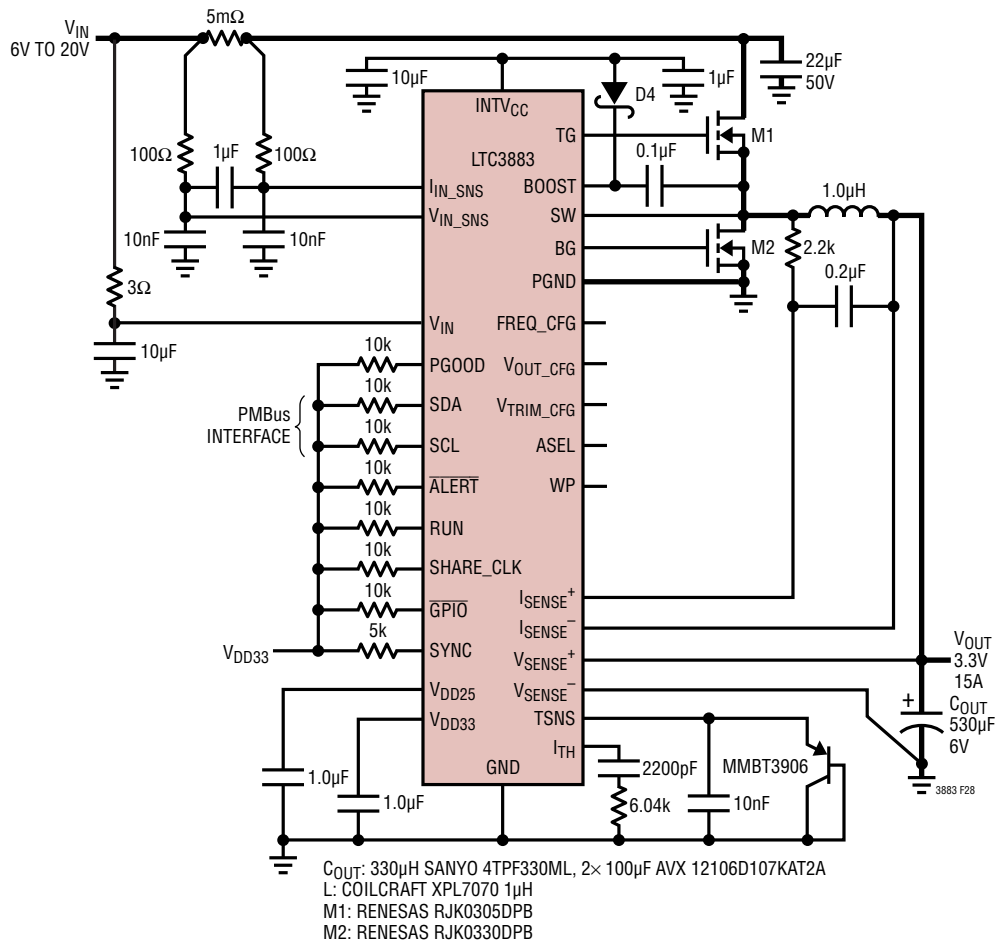 VIN
6V TO 20V
5mΩ
10µF
1µF
D4
22µF
50V
INTVCC
LTC3883
TG
M1
100Ω
1µF
100Ω
0.1µF
IIN_SNS
BOOST
1.0µH
VIN_SNS
SW
10nF
10nF
BG
M2
2.2k
PGND
0.2µF
3Ω
VIN
FREQ_CFG
10µF
10k
PGOOD
VOUT_CFG
10k
SDA
VTRIM_CFG
PMBus
INTERFACE
10k
SCL
ASEL
10k
ALERT
WP
10k
RUN
10k
SHARE_CLK
ISENSE+
10k
GPIO
ISENSE–
5k
VDD33
SYNC
VSENSE+
VOUT
3.3V
15A
VDD25
VSENSE–
+
COUT
530µF
6V
VDD33
TSNS
ITH
GND
2200pF
MMBT3906
1.0µF
1.0µF
6.04k
10nF
3883 F28
COUT: 330µH SANYO 4TPF330ML, 2× 100µF AVX 12106D107KAT2A
L: COILCRAFT XPL7070 1µH
M1: RENESAS RJK0305DPB
M2: RENESAS RJK0330DPB